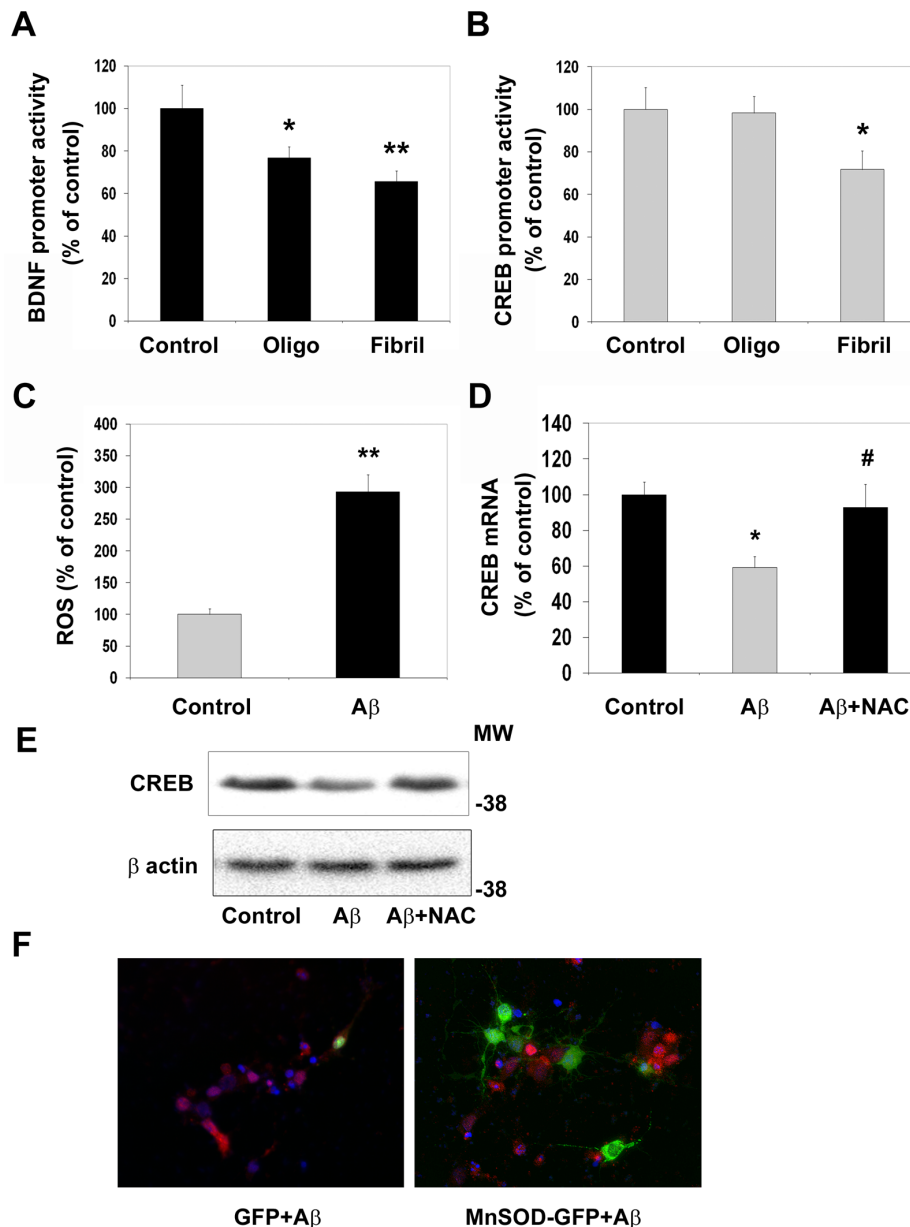 A
BDNF promoter activity
(% of control)
120
100
80
60
40
20
0
*
**
Control Oligo Fibril
B
CREB promoter activity
(% of control)
120
100
80
60
40
20
0
*
Control Oligo Fibril
C
ROS (% of control)
400
350
300
250
200
150
100
50
0
**
Control Aβ
D
CREB mRNA
(% of control)
140
120
100
80
60
40
20
0
*
#
Control Aβ Aβ+NAC
E
MW
CREB
-38
β actin
-38
Control Aβ Aβ+NAC
F
GFP+Aβ MnSOD-GFP+Aβ